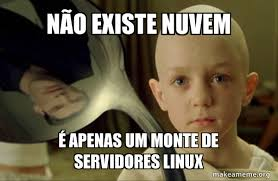 NÃO EXISTE NUVEM
É APENAS UM MONTE DE
SERVIDORES LINUX
makeameme.org